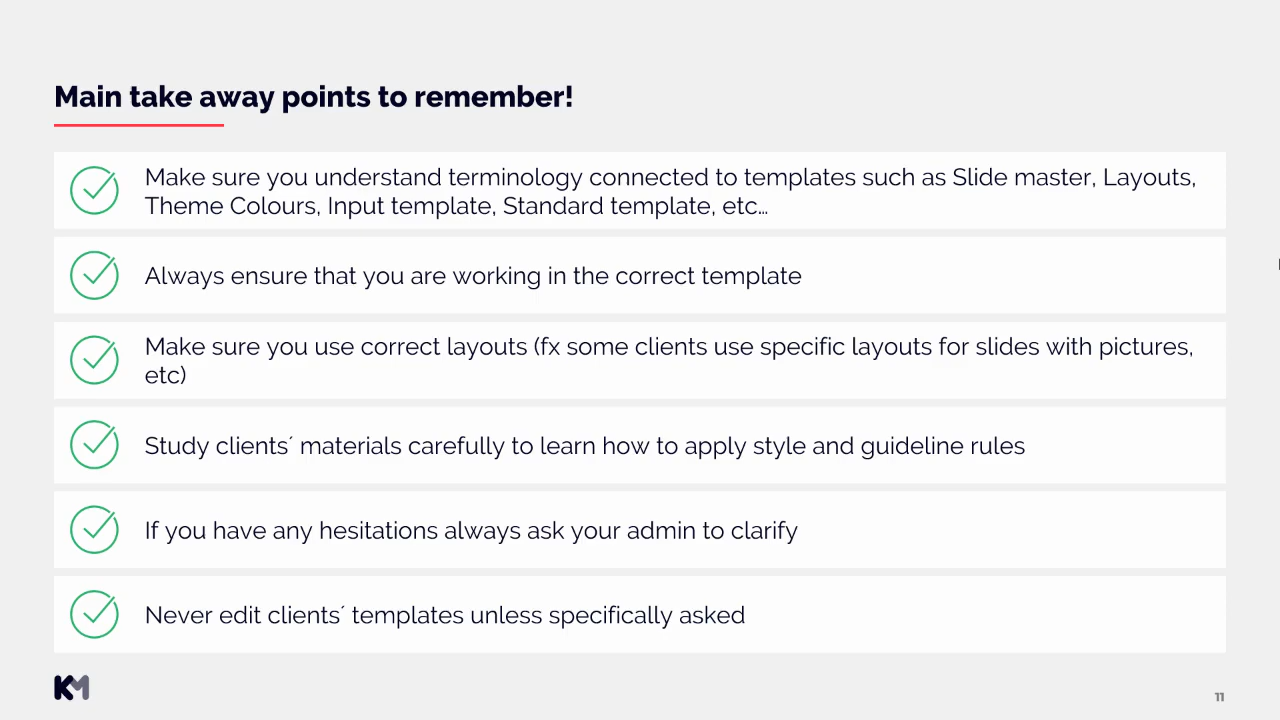 Main take away points to remember!
Make sure you understand terminology connected to templates such as Slide master, Layouts,
Theme Colours, Input template, Standard template, etc…
Always ensure that you are working in the correct template
Make sure you use correct layouts (fx some clients use specific layouts for slides with pictures,
etc)
Study clients´ materials carefully to learn how to apply style and guideline rules
If you have any hesitations always ask your admin to clarify
Never edit clients´ templates unless specifically asked
KM
11